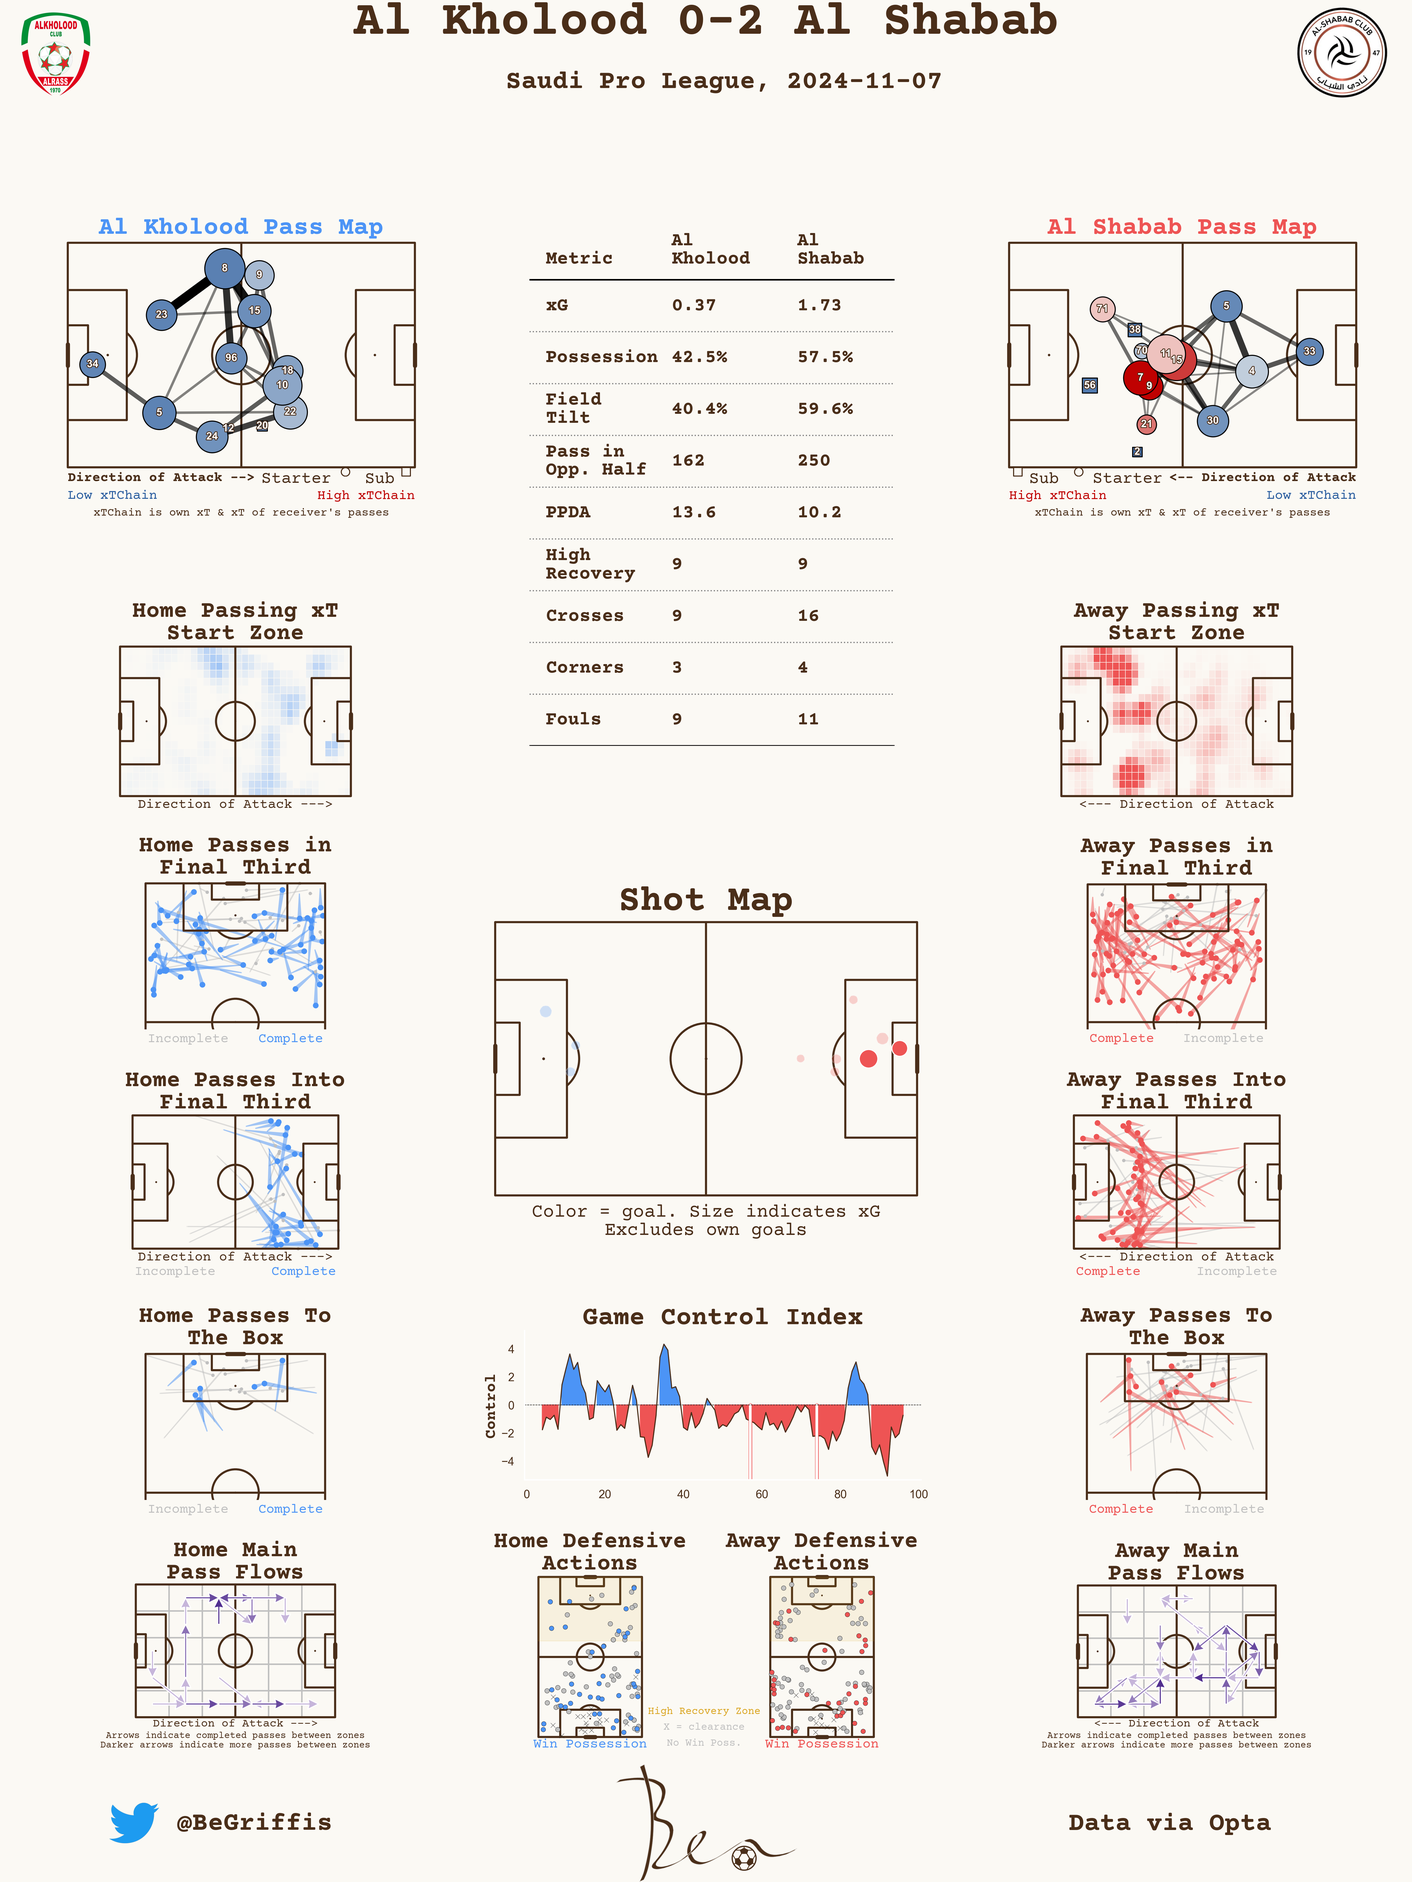 Al Kholood 0-2 Al Shabab
Saudi Pro League, 2024-11-07
ALKHOLOOD
CLUB
ALRASS
1970
AL-SHABAB CLUB
19 47
نادي الشباب
Al Kholood Pass Map
8
9
23
15
96
34
18
10
5
22
24
12
20
Direction of Attack --> Starter Sub
Low xTChain High xTChain
xTChain is own xT & xT of receiver's passes
Metric Al Kholood Al Shabab
xG 0.37 1.73
Possession 42.5% 57.5%
Field Tilt 40.4% 59.6%
Pass in Opp. Half 162 250
PPDA 13.6 10.2
High Recovery 9 9
Crosses 9 16
Corners 3 4
Fouls 9 11
Al Shabab Pass Map
71
5
38
70
11
15
33
7
9
4
56
21
30
2
Sub Starter <-- Direction of Attack
High xTChain Low xTChain
xTChain is own xT & xT of receiver's passes
Home Passing xT
Start Zone
Direction of Attack --->
Away Passing xT
Start Zone
<--- Direction of Attack
Home Passes in
Final Third
Incomplete Complete
Away Passes in
Final Third
Complete Incomplete
Shot Map
Color = goal. Size indicates xG
Excludes own goals
Home Passes Into
Final Third
Direction of Attack --->
Incomplete Complete
Away Passes Into
Final Third
<--- Direction of Attack
Complete Incomplete
Home Passes To
The Box
Incomplete Complete
Game Control Index
Control
4
2
0
−2
−4
0 20 40 60 80 100
Away Passes To
The Box
Complete Incomplete
Home Main
Pass Flows
Direction of Attack --->
Arrows indicate completed passes between zones
Darker arrows indicate more passes between zones
Home Defensive
Actions
Win Possession
High Recovery Zone
X = clearance
No Win Poss.
Away Defensive
Actions
Win Possession
Away Main
Pass Flows
<--- Direction of Attack
Arrows indicate completed passes between zones
Darker arrows indicate more passes between zones
@BeGriffis
Ben
Data via Opta